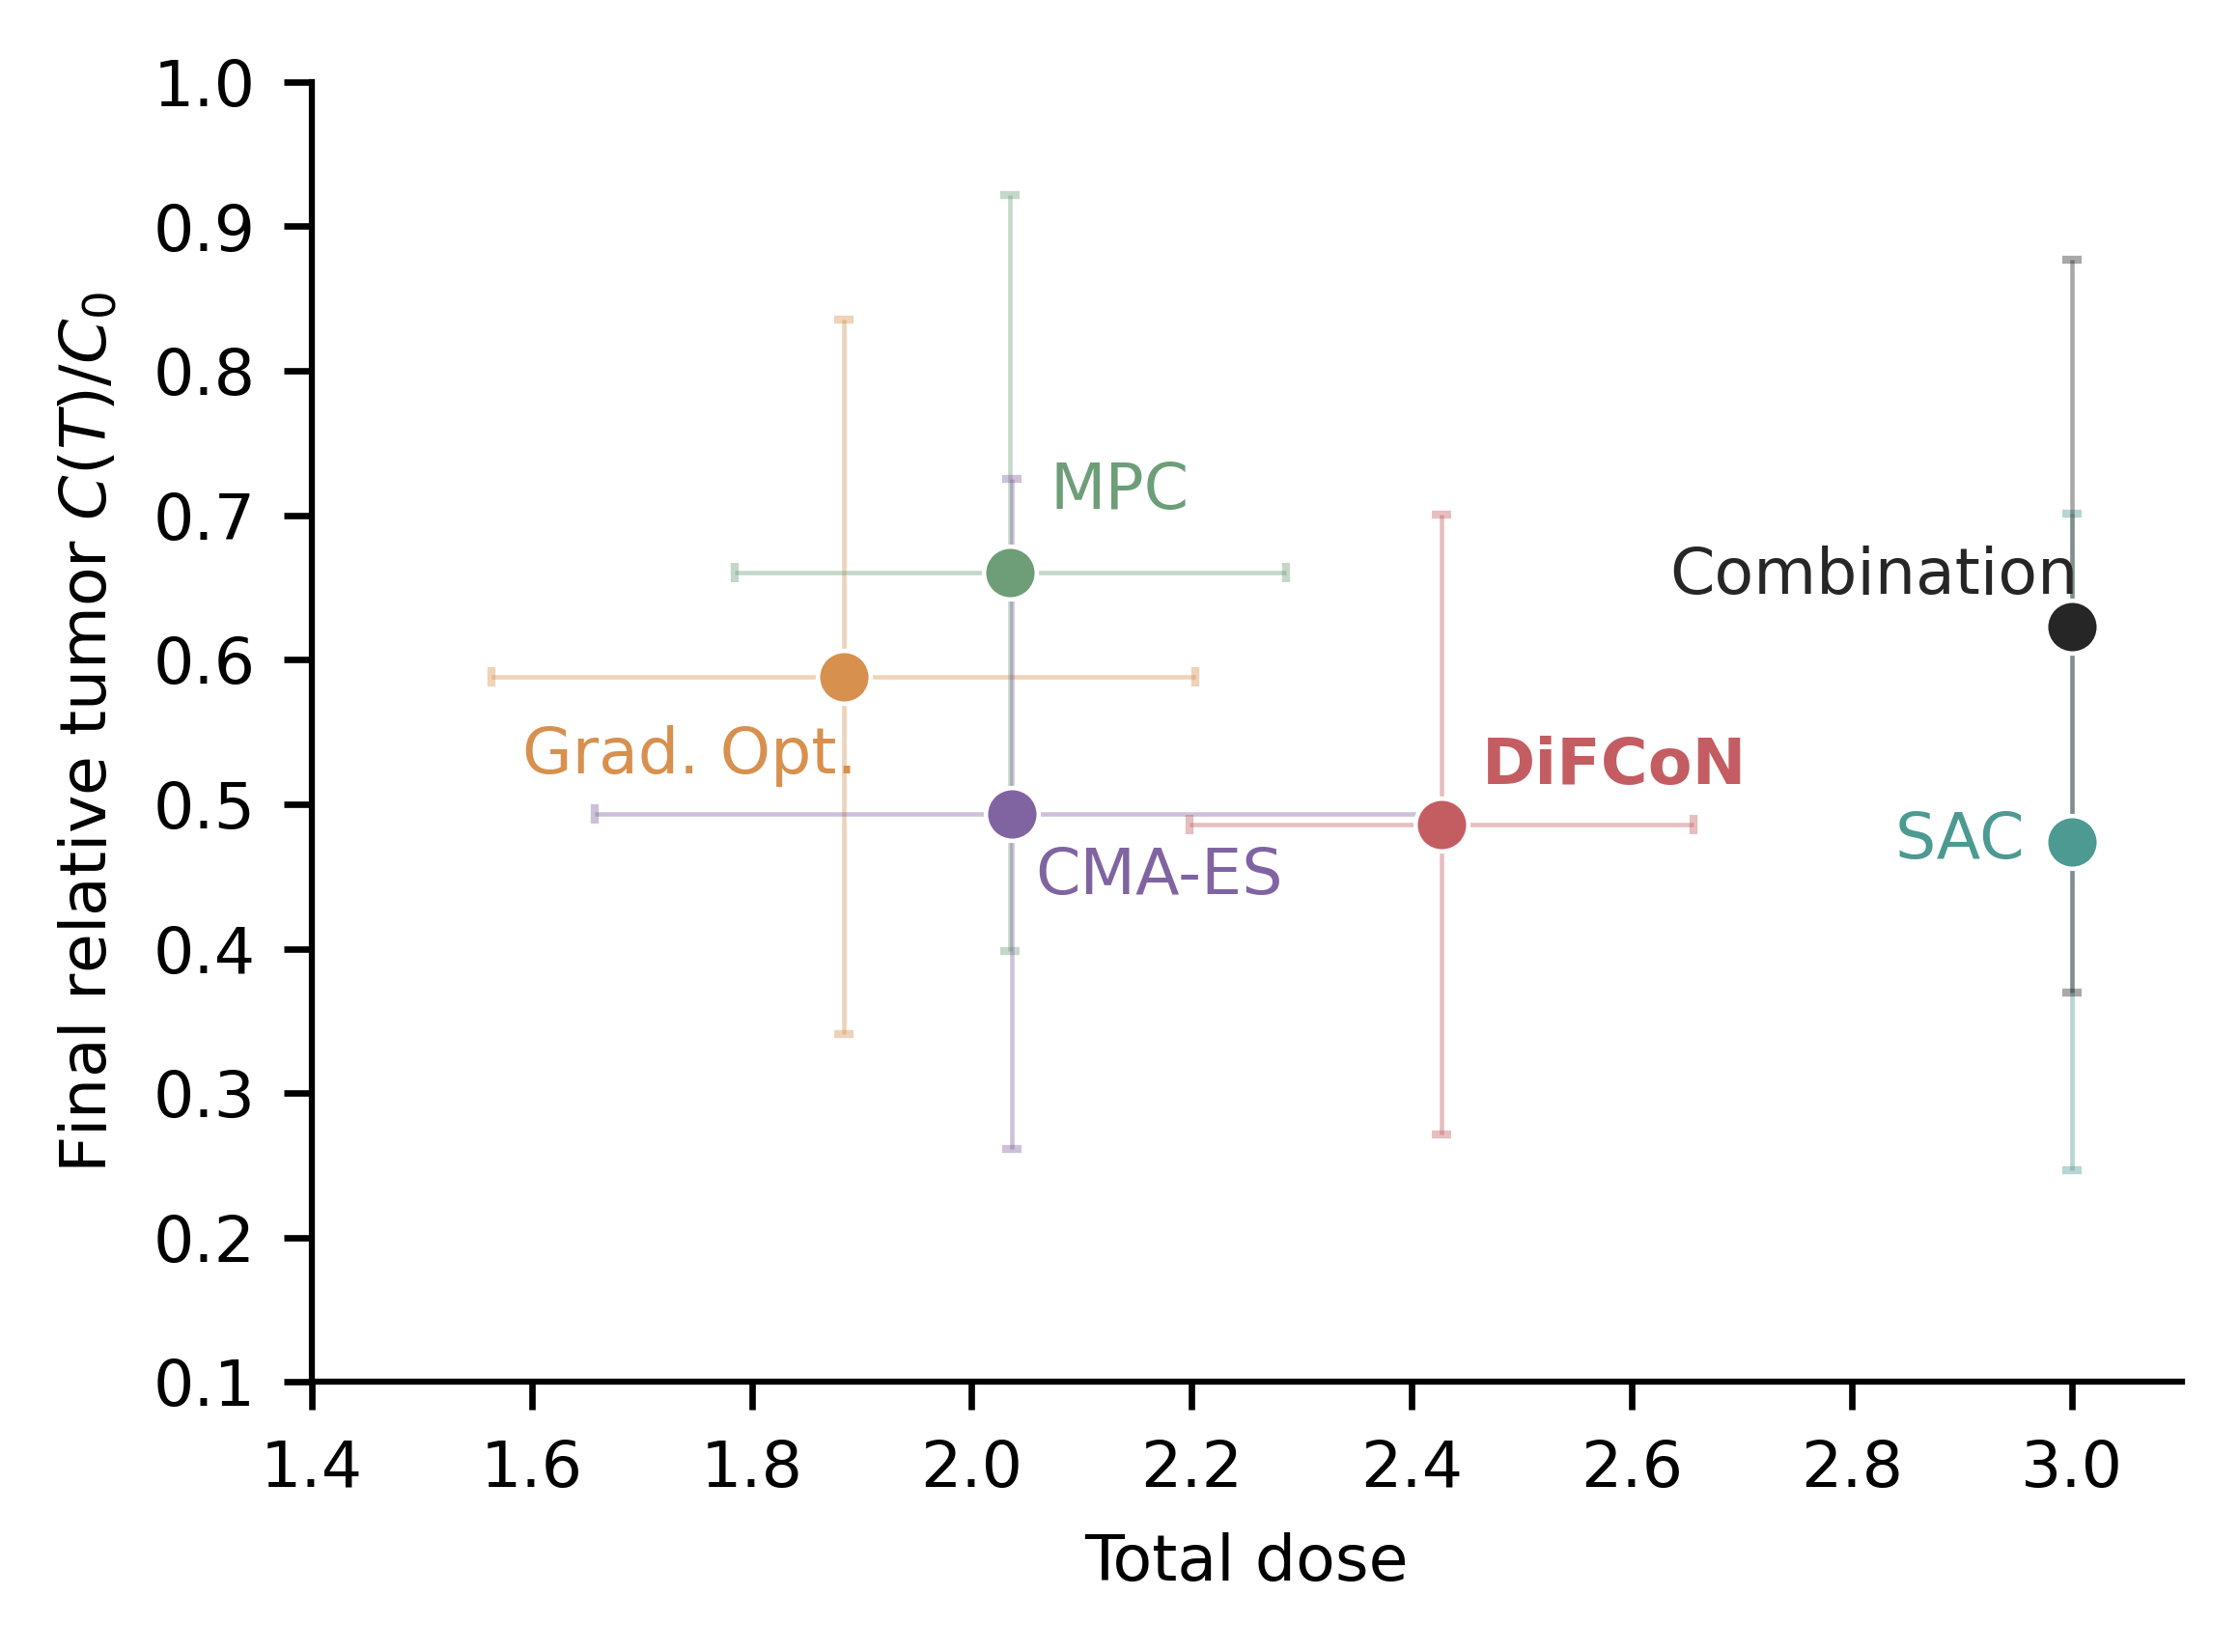 1.0
0.9
0.8
0.7
0.6
0.5
0.4
0.3
0.2
0.1
Final relative tumor C(T)/C₀
MPC
Combination
Grad. Opt.
DiFCoN
SAC
CMA-ES
1.4 1.6 1.8 2.0 2.2 2.4 2.6 2.8 3.0
Total dose